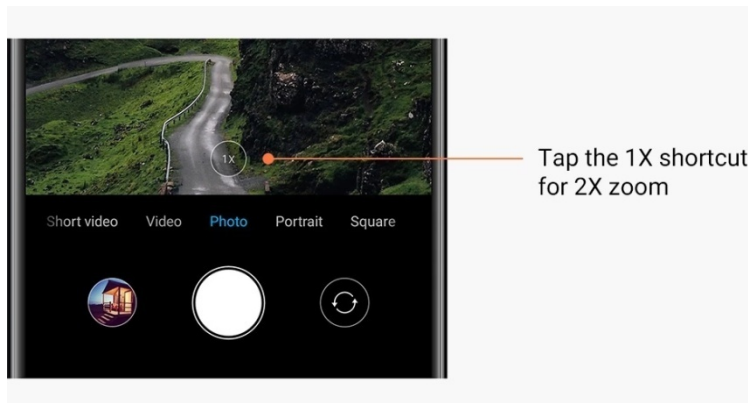 1X
Tap the 1X shortcut
for 2X zoom
Short video Video Photo Portrait Square